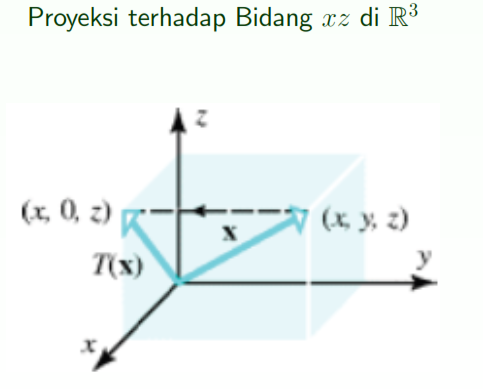 Proyeksi terhadap Bidang xz di ℝ³
z
(x, 0, z)
(x, y, z)
x
T(x)
y
x